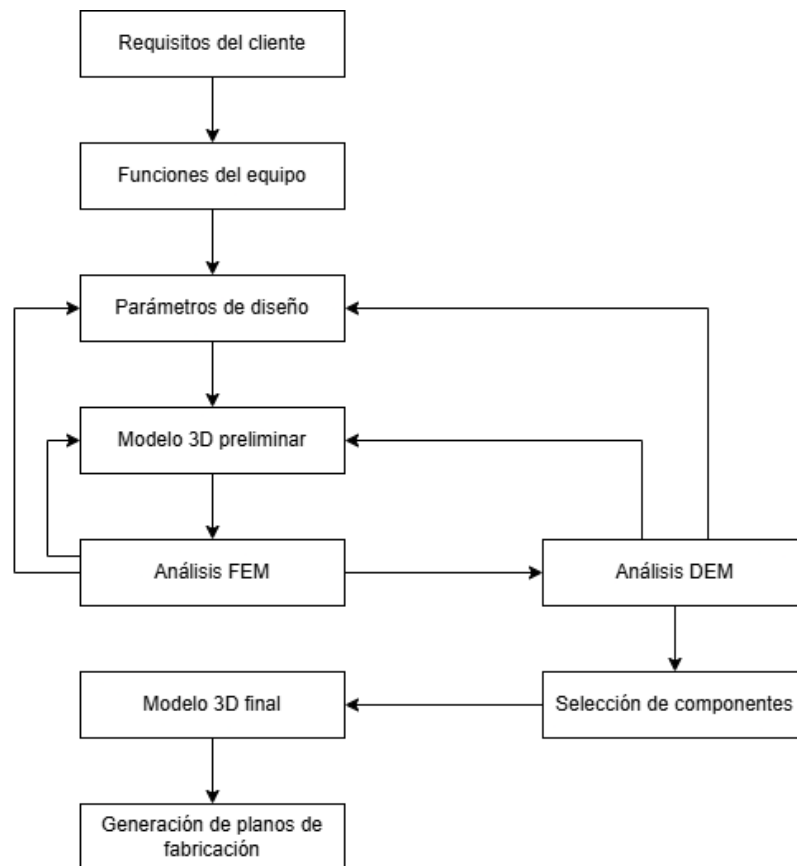 Requisitos del cliente
Funciones del equipo
Parámetros de diseño
Modelo 3D preliminar
Análisis FEM
Análisis DEM
Modelo 3D final
Selección de componentes
Generación de planos de
fabricación